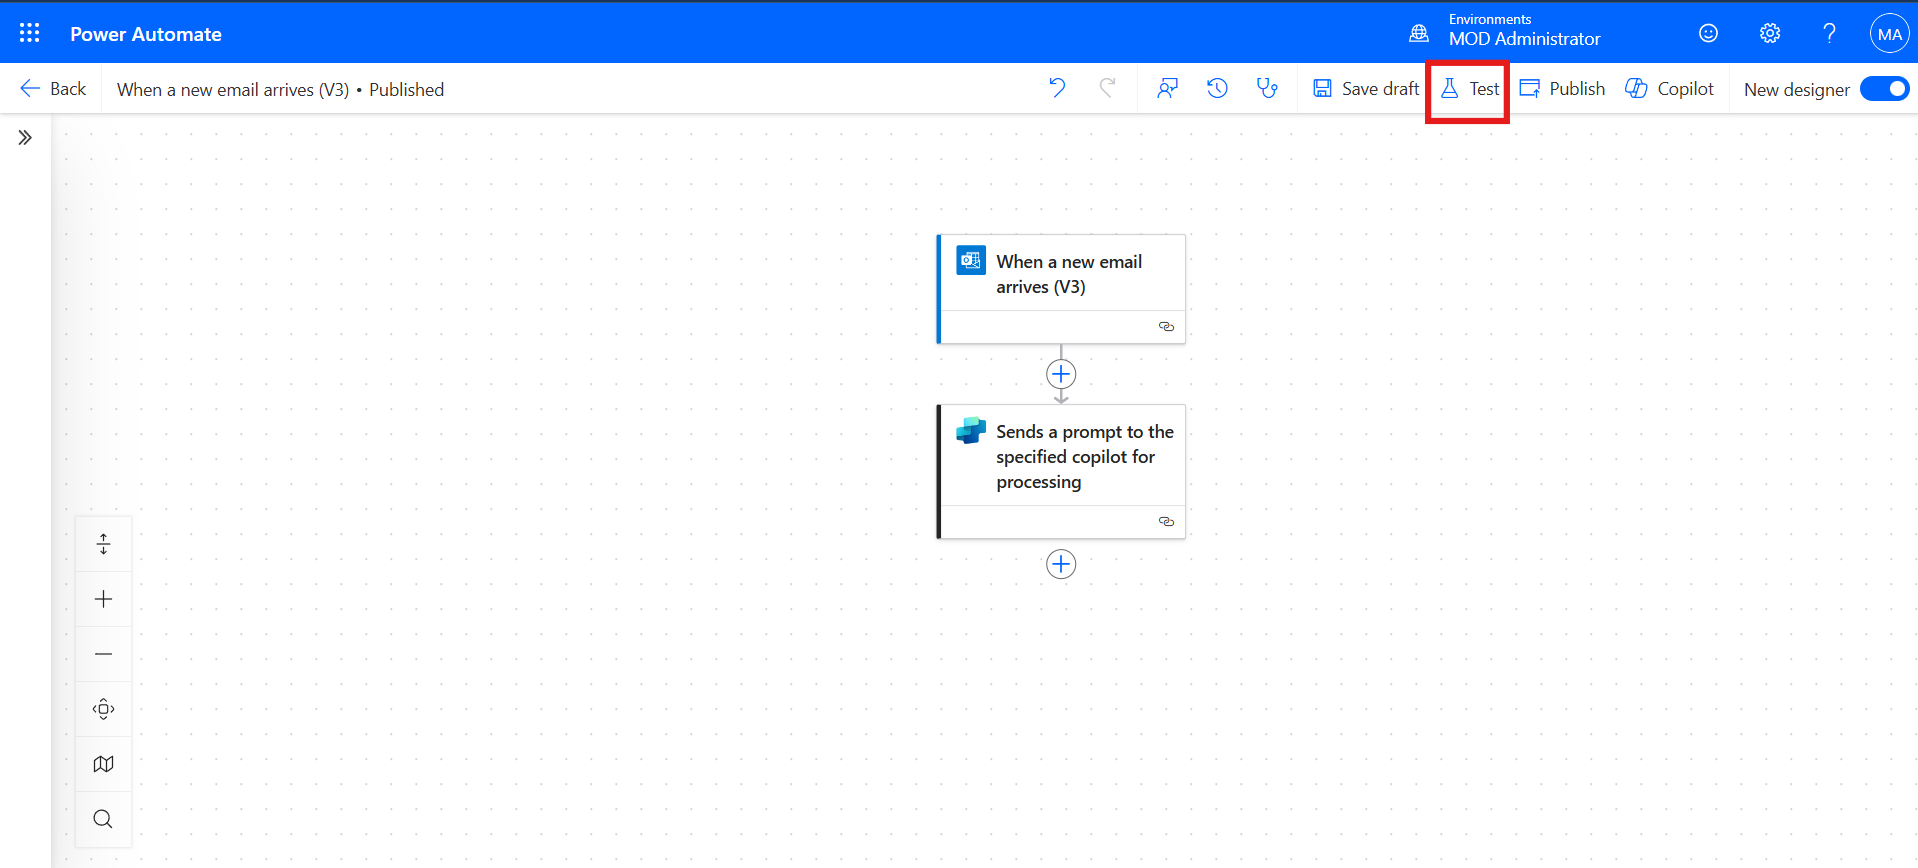 Power Automate
Environments
MOD Administrator
?
MA
Back
When a new email arrives (V3) • Published
Save draft
Test
Publish
Copilot
New designer
When a new email
arrives (V3)
Sends a prompt to the
specified copilot for
processing